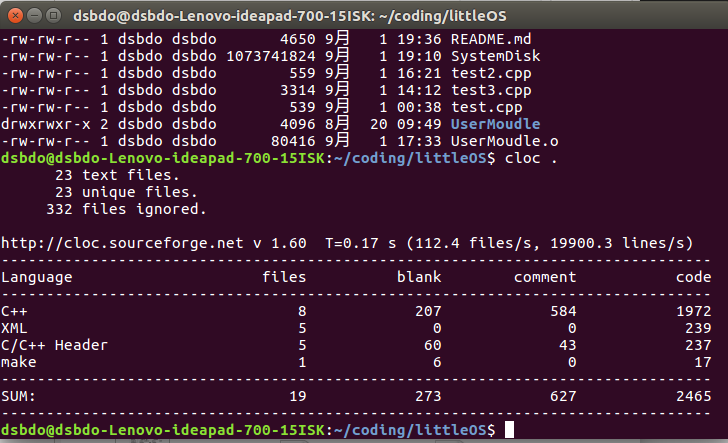 dsbdo@dsbdo-Lenovo-ideapad-700-15ISK: ~/coding/littleOS
-rw-rw-r-- 1 dsbdo dsbdo       4650 9月   1 19:36 README.md
-rw-rw-r-- 1 dsbdo dsbdo 1073741824 9月   1 19:10 SystemDisk
-rw-rw-r-- 1 dsbdo dsbdo        559 9月   1 16:21 test2.cpp
-rw-rw-r-- 1 dsbdo dsbdo       3314 9月   1 14:12 test3.cpp
-rw-rw-r-- 1 dsbdo dsbdo        539 9月   1 00:38 test.cpp
drwxrwxr-x 2 dsbdo dsbdo       4096 8月  20 09:49 UserMoudle
-rw-rw-r-- 1 dsbdo dsbdo      80416 9月   1 17:33 UserMoudle.o
dsbdo@dsbdo-Lenovo-ideapad-700-15ISK:~/coding/littleOS$ cloc .
      23 text files.
      23 unique files.
     332 files ignored.
http://cloc.sourceforge.net v 1.60  T=0.17 s (112.4 files/s, 19900.3 lines/s)
-------------------------------------------------------------------------------
Language                     files          blank        comment           code
-------------------------------------------------------------------------------
C++                              8            207            584           1972
XML                              5              0              0            239
C/C++ Header                     5             60             43            237
make                             1              6              0             17
-------------------------------------------------------------------------------
SUM:                            19            273            627           2465
-------------------------------------------------------------------------------
dsbdo@dsbdo-Lenovo-ideapad-700-15ISK:~/coding/littleOS$